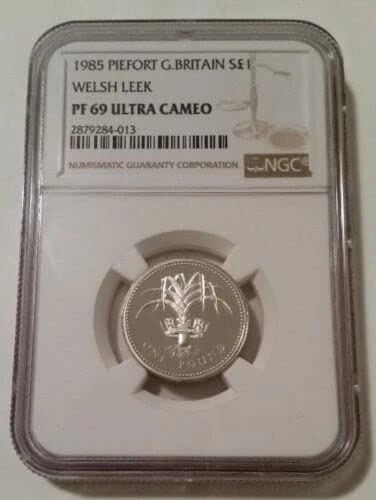 1985 PIEFORT G.BRITAIN S£1
WELSH LEEK
PF 69 ULTRA CAMEO
2879284-013
NUMISMATIC GUARANTY CORPORATION NGC®
ONE POUND